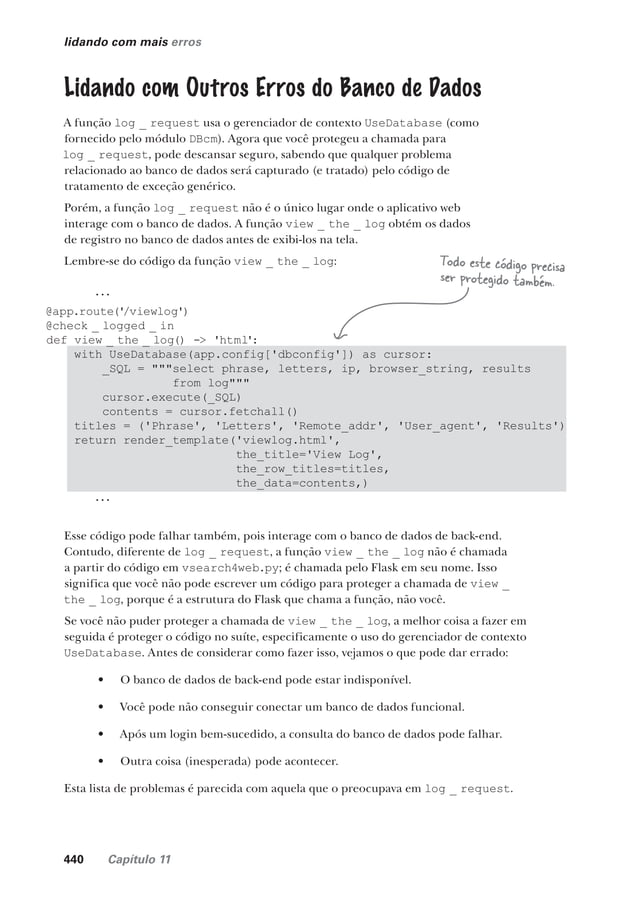 lidando com mais erros
Lidando com Outros Erros do Banco de Dados
A função log _ request usa o gerenciador de contexto UseDatabase (como
fornecido pelo módulo DBcm). Agora que você protegeu a chamada para
log _ request, pode descansar seguro, sabendo que qualquer problema
relacionado ao banco de dados será capturado (e tratado) pelo código de
tratamento de exceção genérico.
Porém, a função log _ request não é o único lugar onde o aplicativo web
interage com o banco de dados. A função view _ the _ log obtém os dados
de registro no banco de dados antes de exibi-los na tela.
Lembre-se do código da função view _ the _ log:
Todo este código precisa
ser protegido também.
...
@app.route('/viewlog')
@check _ logged _ in
def view _ the _ log() -> 'html':
    with UseDatabase(app.config['dbconfig']) as cursor:
        _SQL = """select phrase, letters, ip, browser_string, results
                  from log"""
        cursor.execute(_SQL)
        contents = cursor.fetchall()
    titles = ('Phrase', 'Letters', 'Remote_addr', 'User_agent', 'Results')
    return render_template('viewlog.html',
                           the_title='View Log',
                           the_row_titles=titles,
                           the_data=contents,)
...
Esse código pode falhar também, pois interage com o banco de dados de back-end.
Contudo, diferente de log _ request, a função view _ the _ log não é chamada
a partir do código em vsearch4web.py; é chamada pelo Flask em seu nome. Isso
significa que você não pode escrever um código para proteger a chamada de view _
the _ log, porque é a estrutura do Flask que chama a função, não você.
Se você não puder proteger a chamada de view _ the _ log, a melhor coisa a fazer em
seguida é proteger o código no suíte, especificamente o uso do gerenciador de contexto
UseDatabase. Antes de considerar como fazer isso, vejamos o que pode dar errado:
• O banco de dados de back-end pode estar indisponível.
• Você pode não conseguir conectar um banco de dados funcional.
• Após um login bem-sucedido, a consulta do banco de dados pode falhar.
• Outra coisa (inesperada) pode acontecer.
Esta lista de problemas é parecida com aquela que o preocupava em log _ request.
440 Capítulo 11